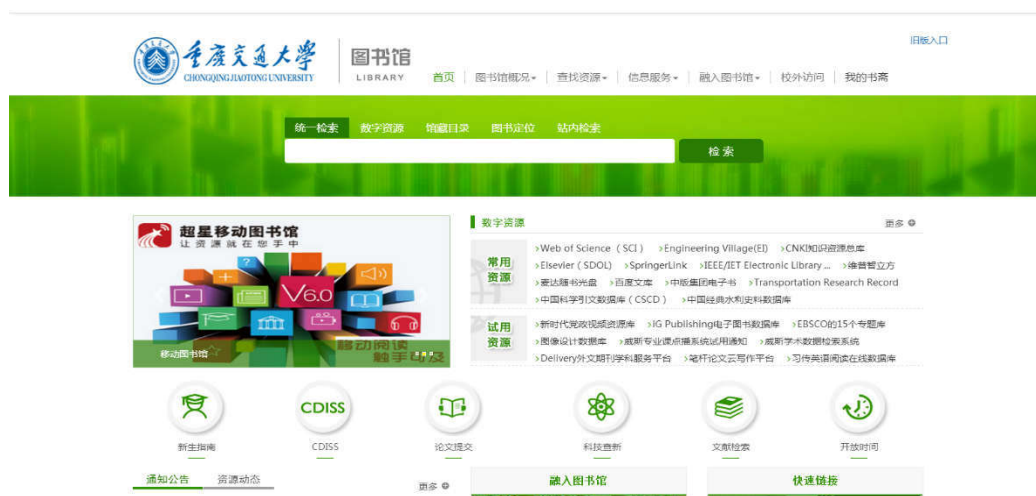 旧版入口
重庆交通大学
CHONGQING JIAOTONG UNIVERSITY
图书馆
LIBRARY
首页 图书馆概况 查找资源 信息服务 融入图书馆 校外访问 我的书斋
统一检索 数字资源 馆藏目录 图书定位 站内检索
检索
超星移动图书馆
让资源就在您手中
V6.0
移动阅读
触手可及
移动图书馆
数字资源 更多
常用
资源
>Web of Science（SCI） >Engineering Village(EI) >CNKI知识资源总库
>Elsevier（SDOL） >SpringerLink >IEEE/IET Electronic Library ... >维普智立方
>麦达随书光盘 >百度文库 >中版集团电子书 >Transportation Research Record
>中国科学引文数据库（CSCD） >中国经典水利史料数据库
试用
资源
>新时代党政视频资源库 >iG Publishing电子图书数据库 >EBSCO的15个专题库
>图像设计数据库 >威斯专业课点播系统试用通知 >威斯学术数据检索系统
>Delivery外文期刊学科服务平台 >笔杆论文云写作平台 >习传英语阅读在线数据库
CDISS
新生指南 CDISS 论文提交 科技查新 文献检索 开放时间
通知公告 资源动态 更多
融入图书馆
快速链接